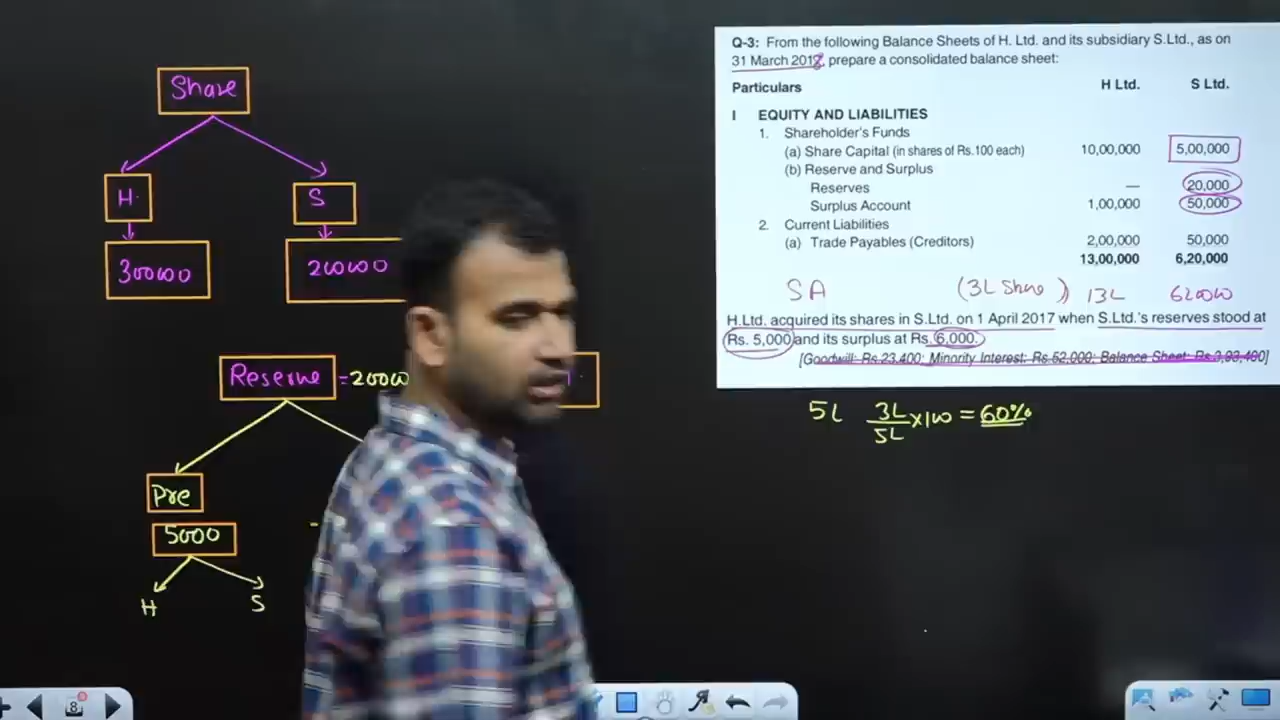 Share
H.
S
300000
200000
Reserve = 2000
Pre
5000
H
S
Q-3: From the following Balance Sheets of H. Ltd. and its subsidiary S.Ltd., as on
31 March 2018, prepare a consolidated balance sheet:
Particulars H Ltd. S Ltd.
I EQUITY AND LIABILITIES
1. Shareholder's Funds
(a) Share Capital (in shares of Rs.100 each) 10,00,000 5,00,000
(b) Reserve and Surplus
Reserves — 20,000
Surplus Account 1,00,000 50,000
2. Current Liabilities
(a) Trade Payables (Creditors) 2,00,000 50,000
13,00,000 6,20,000
SA (3L Share) 13L 620000
H.Ltd. acquired its shares in S.Ltd. on 1 April 2017 when S.Ltd.'s reserves stood at
Rs. 5,000 and its surplus at Rs. 6,000.
[Goodwill: Rs.23,400; Minority Interest: Rs.52,000; Balance Sheet: Rs.
5L 3L/5L x100 = 60%
8